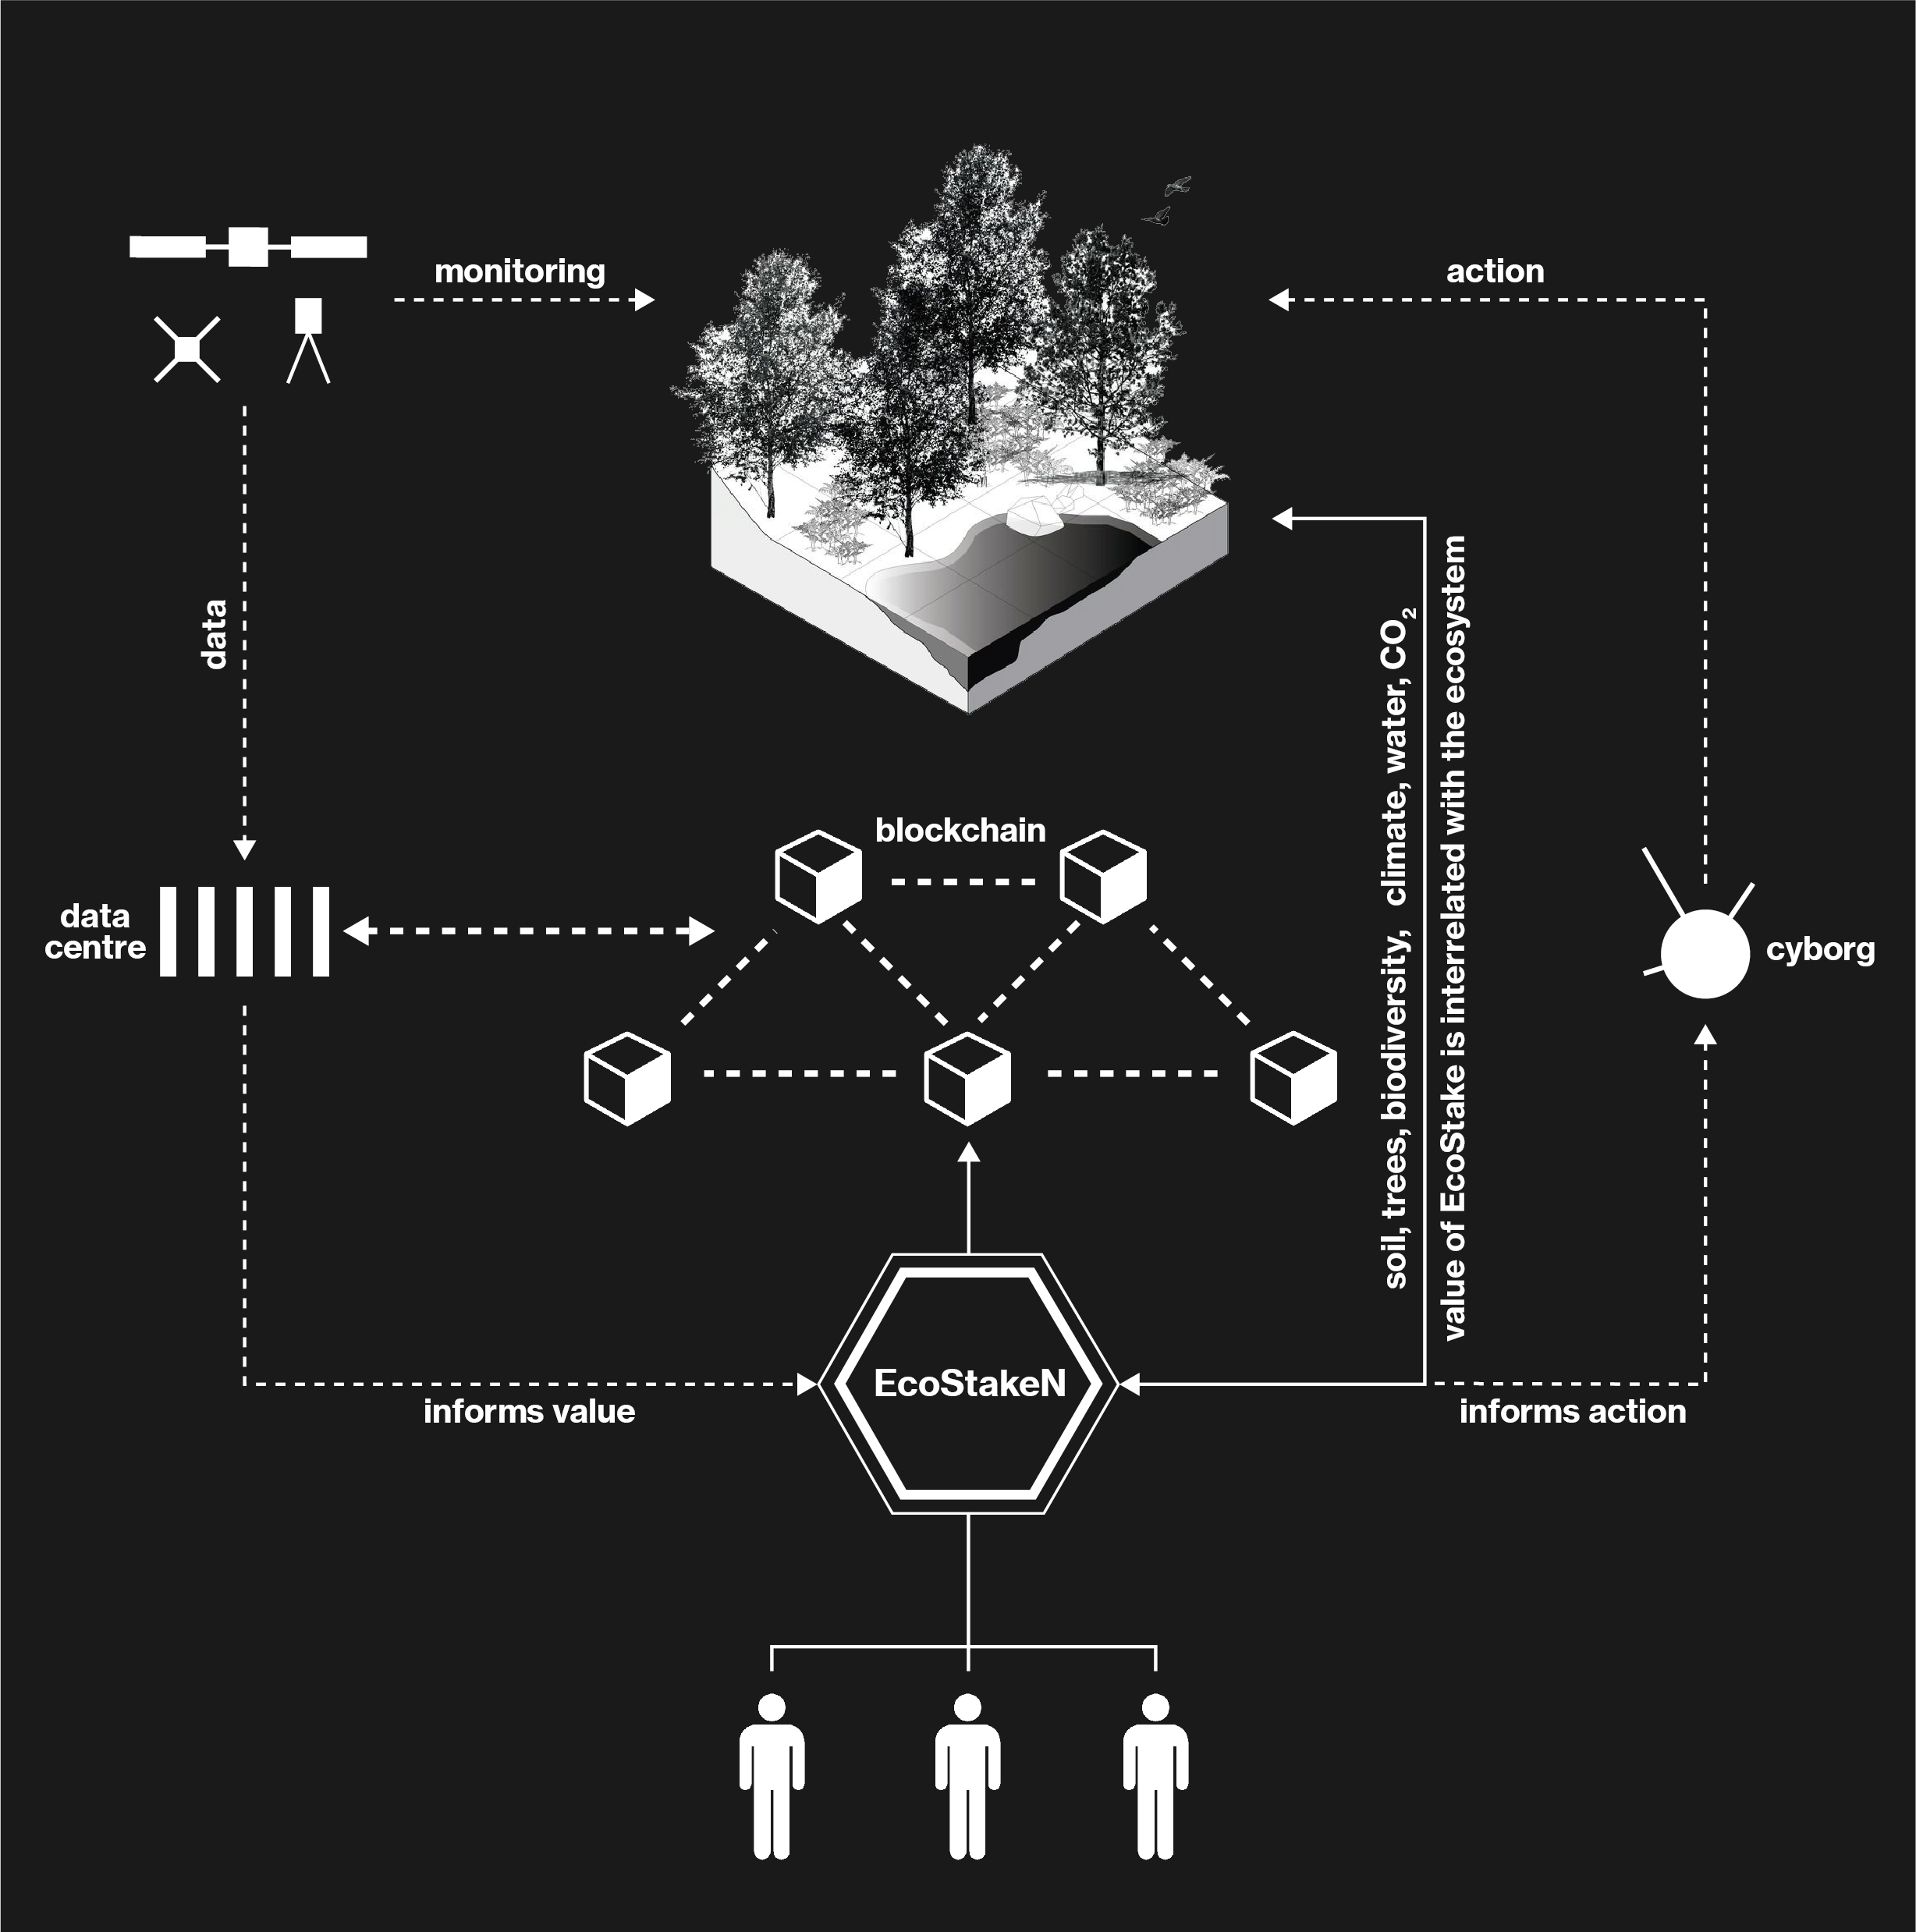 monitoring
action
data
blockchain
data
centre
soil, trees, biodiversity, climate, water, CO₂
value of EcoStake is interrelated with the ecosystem
cyborg
EcoStakeN
informs value
informs action